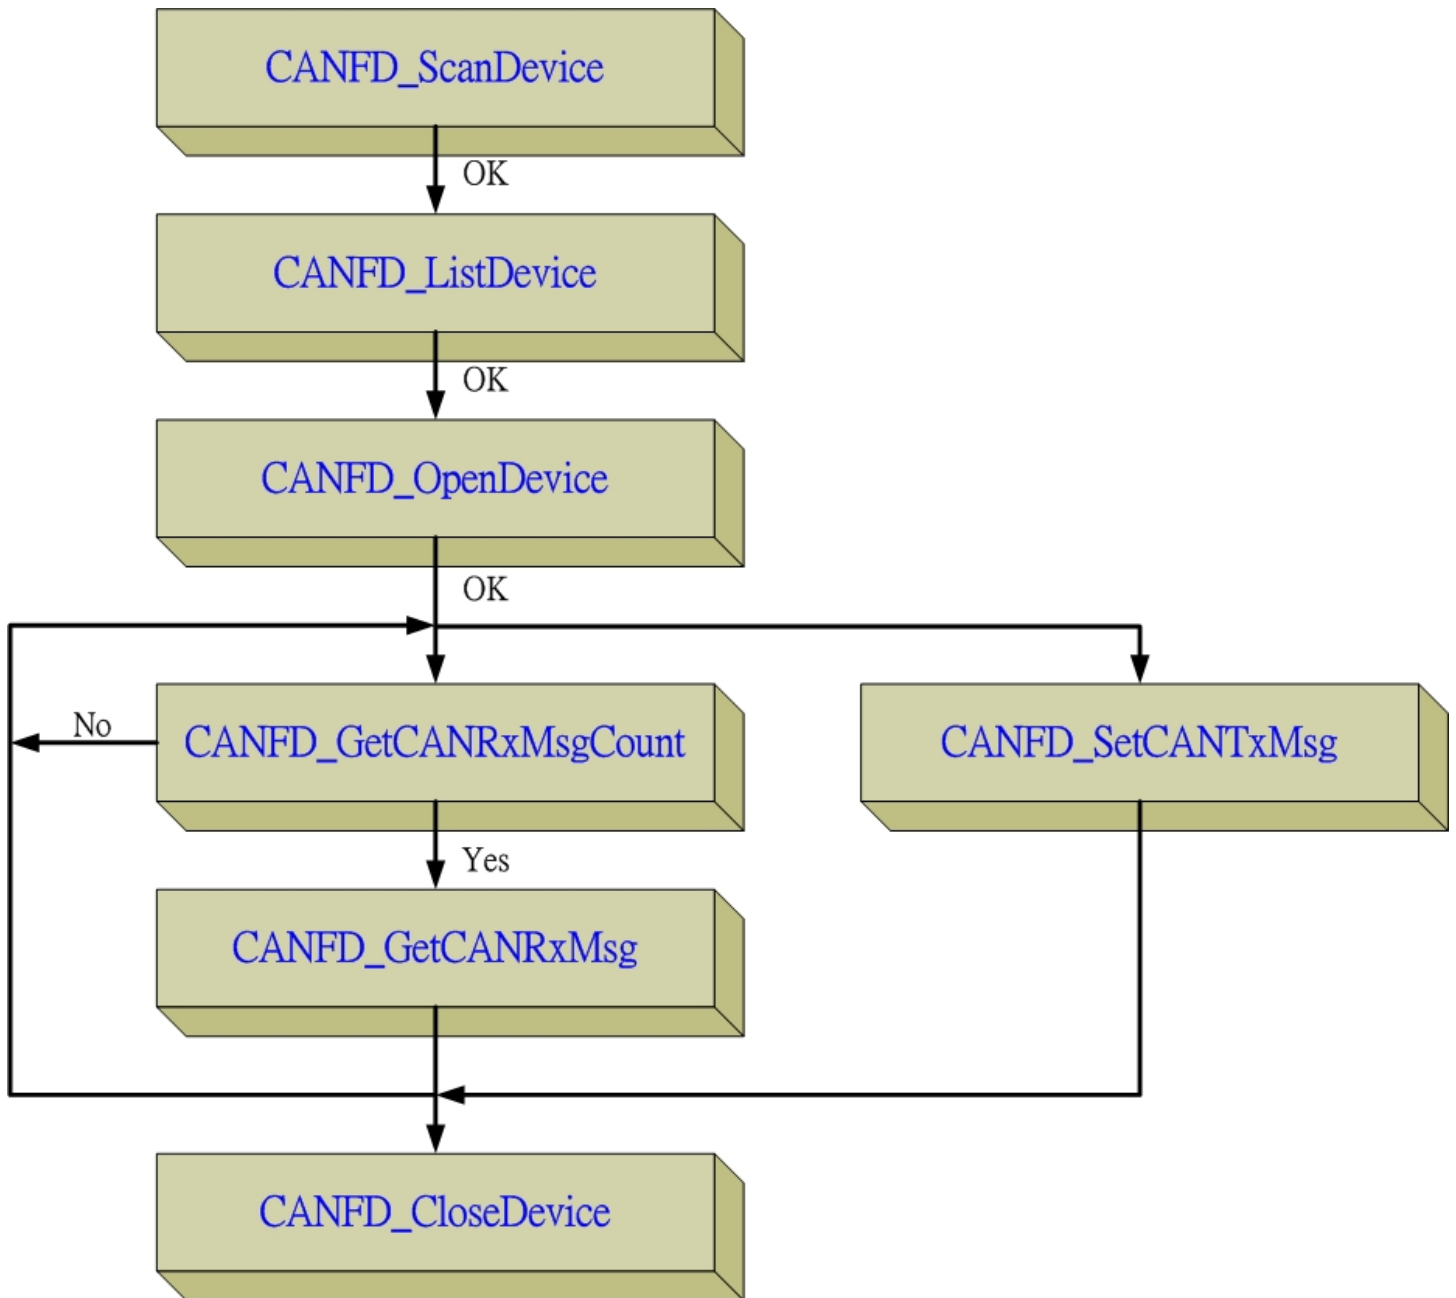 CANFD_ScanDevice
OK
CANFD_ListDevice
OK
CANFD_OpenDevice
OK
No
CANFD_GetCANRxMsgCount
CANFD_SetCANTxMsg
Yes
CANFD_GetCANRxMsg
CANFD_CloseDevice